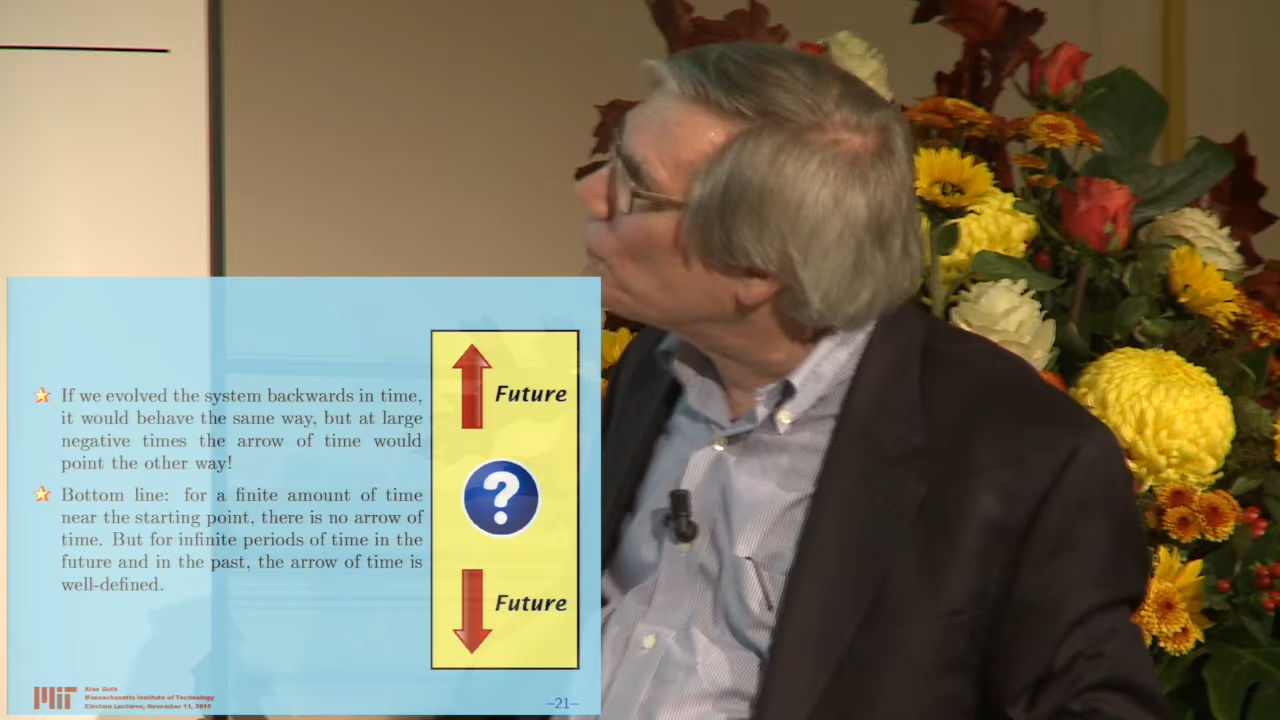 If we evolved the system backwards in time,
it would behave the same way, but at large
negative times the arrow of time would
point the other way!
Bottom line: for a finite amount of time
near the starting point, there is no arrow of
time. But for infinite periods of time in the
future and in the past, the arrow of time is
well-defined.
Future
?
Future
MIT
Alan Guth
Massachusetts Institute of Technology
Einstein Lectures, November 11, 2015
–21–